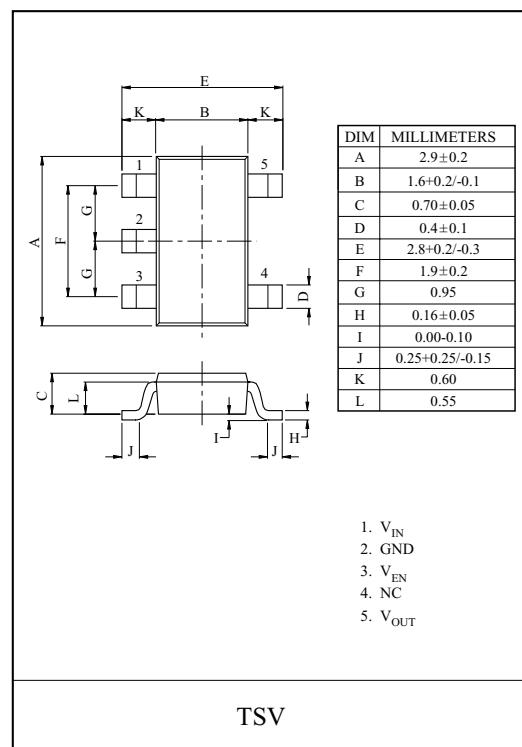 E
K B K
1 5
2
3 4
A
F
G
G
D
C
L
I
H
J
J
DIM MILLIMETERS
A 2.9±0.2
B 1.6+0.2/-0.1
C 0.70±0.05
D 0.4±0.1
E 2.8+0.2/-0.3
F 1.9±0.2
G 0.95
H 0.16±0.05
I 0.00-0.10
J 0.25+0.25/-0.15
K 0.60
L 0.55
1. V_IN
2. GND
3. V_EN
4. NC
5. V_OUT
TSV